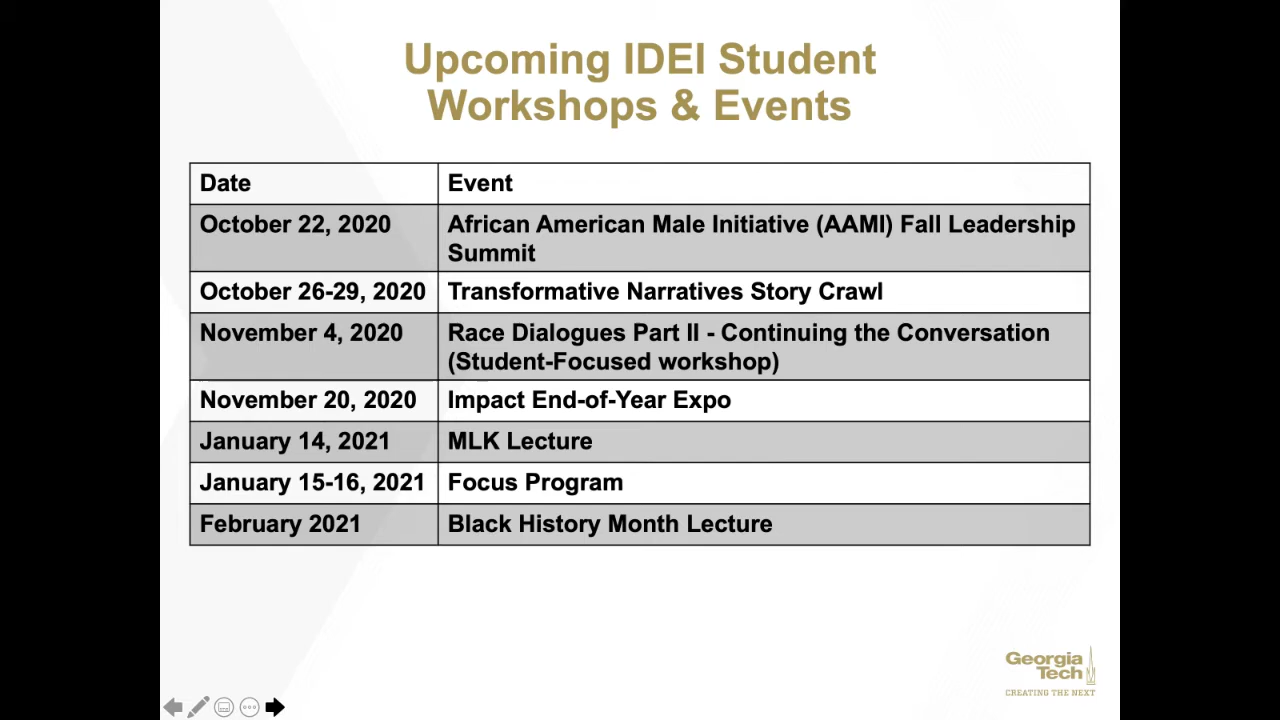 Upcoming IDEI Student
Workshops & Events
Date Event
October 22, 2020 African American Male Initiative (AAMI) Fall Leadership
Summit
October 26-29, 2020 Transformative Narratives Story Crawl
November 4, 2020 Race Dialogues Part II - Continuing the Conversation
(Student-Focused workshop)
November 20, 2020 Impact End-of-Year Expo
January 14, 2021 MLK Lecture
January 15-16, 2021 Focus Program
February 2021 Black History Month Lecture
Georgia
Tech
CREATING THE NEXT